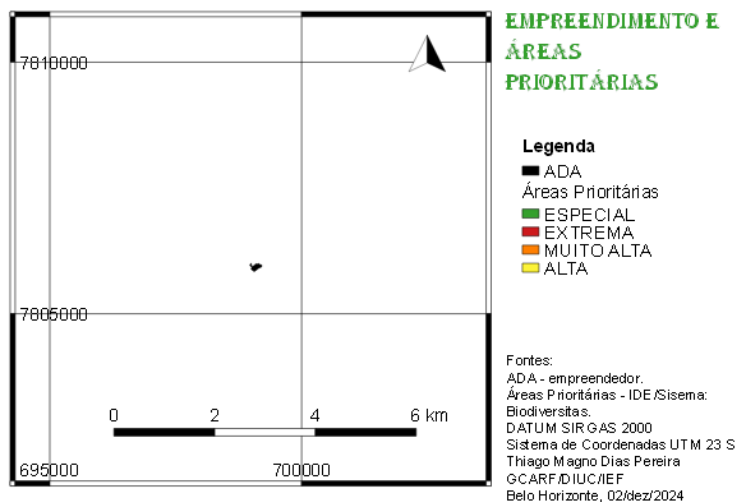 EMPREENDIMENTO E
ÁREAS
PRIORITÁRIAS
7810000
7805000
0 2 4 6 km
695000 700000
Legenda
ADA
Áreas Prioritárias
ESPECIAL
EXTREMA
MUITO ALTA
ALTA
Fontes:
ADA - empreendedor.
Áreas Prioritárias - IDE/Sisema:
Biodiversitas.
DATUM SIRGAS 2000
Sistema de Coordenadas UTM 23 S
Thiago Magno Dias Pereira
GCARF/DIUC/IEF
Belo Horizonte, 02/dez/2024